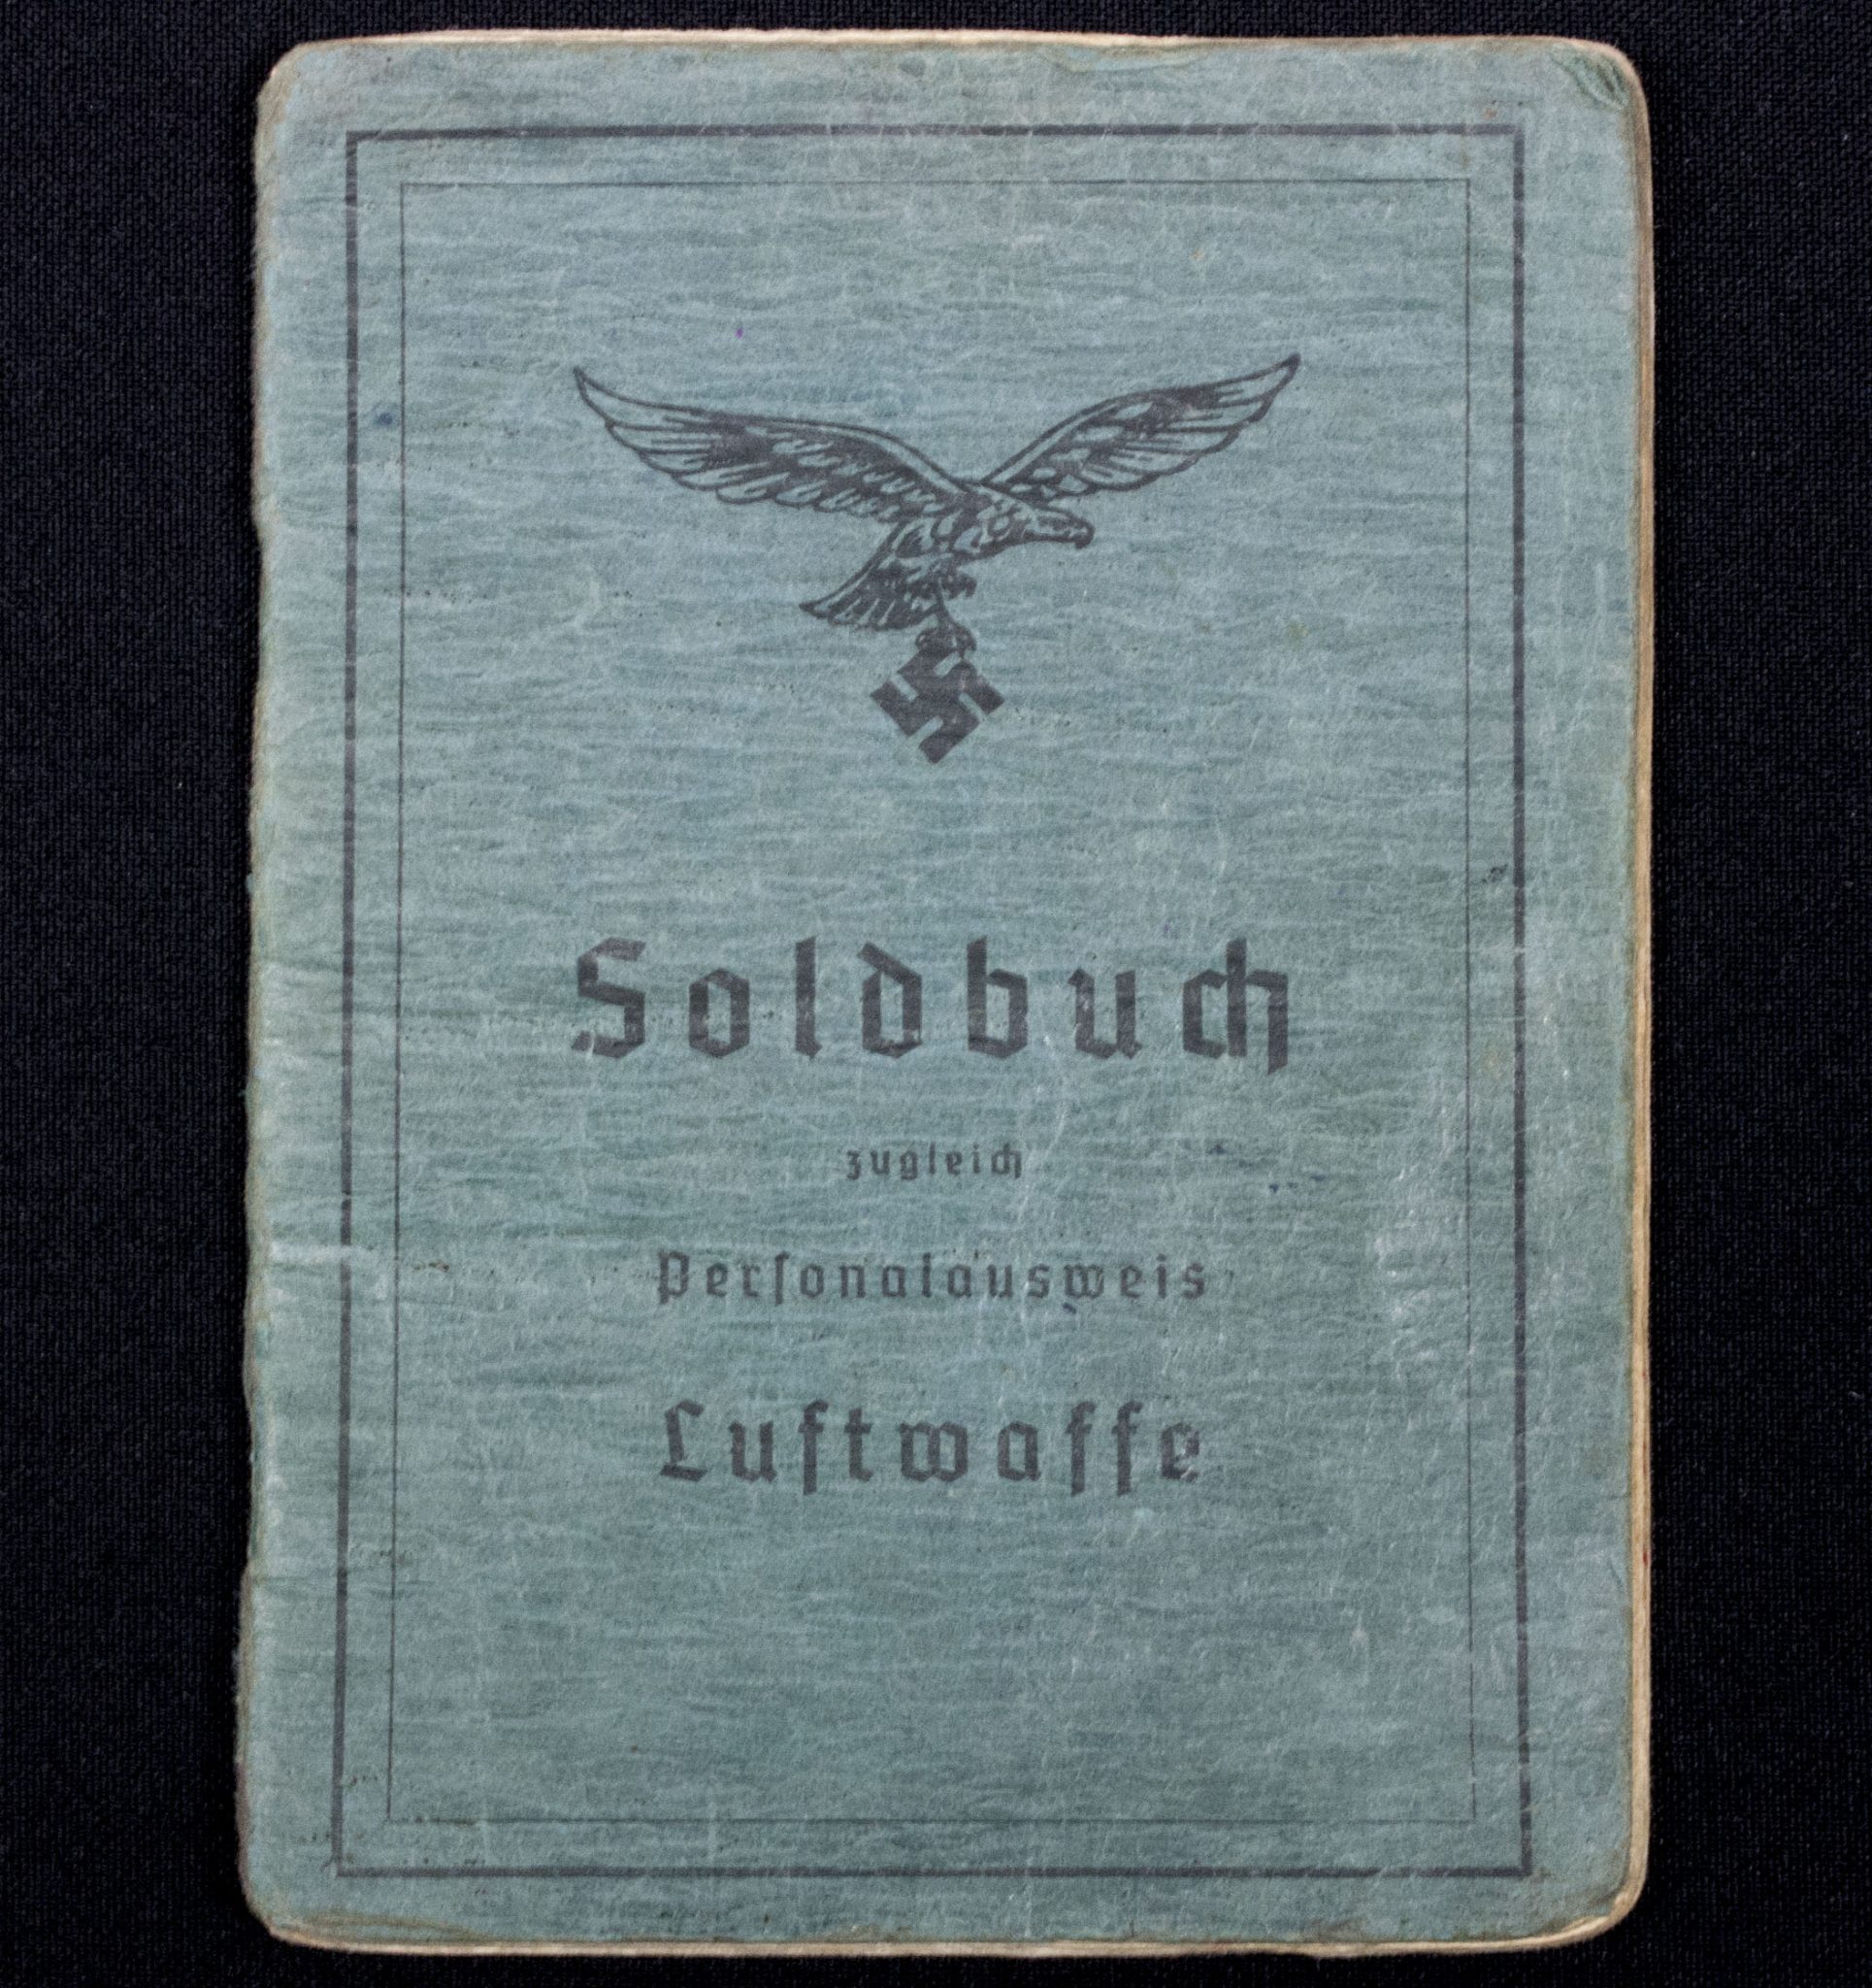 Soldbuch
zugleich
Perſonalausweis
Luftwaffe